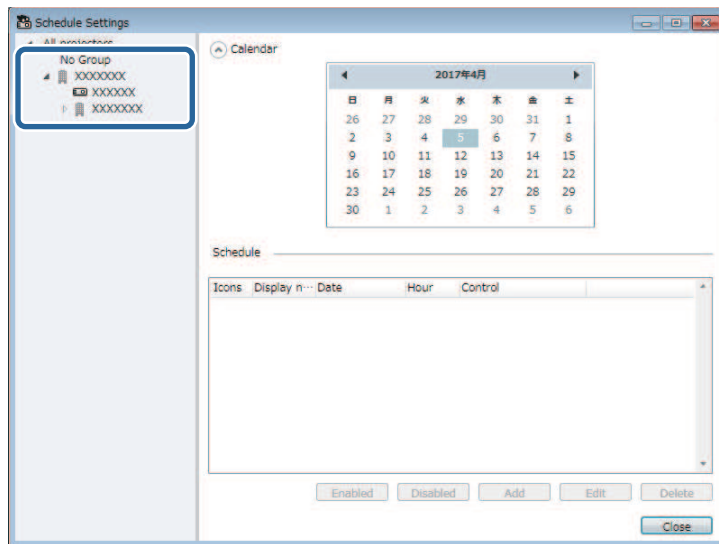 Schedule Settings
All projectors
No Group
XXXXXXX
XXXXXX
XXXXXXX
Calendar
2017年4月
日 月 火 水 木 金 土
26 27 28 29 30 31 1
2 3 4 5 6 7 8
9 10 11 12 13 14 15
16 17 18 19 20 21 22
23 24 25 26 27 28 29
30 1 2 3 4 5 6
Schedule
Icons Display n… Date Hour Control
Enabled Disabled Add Edit Delete
Close